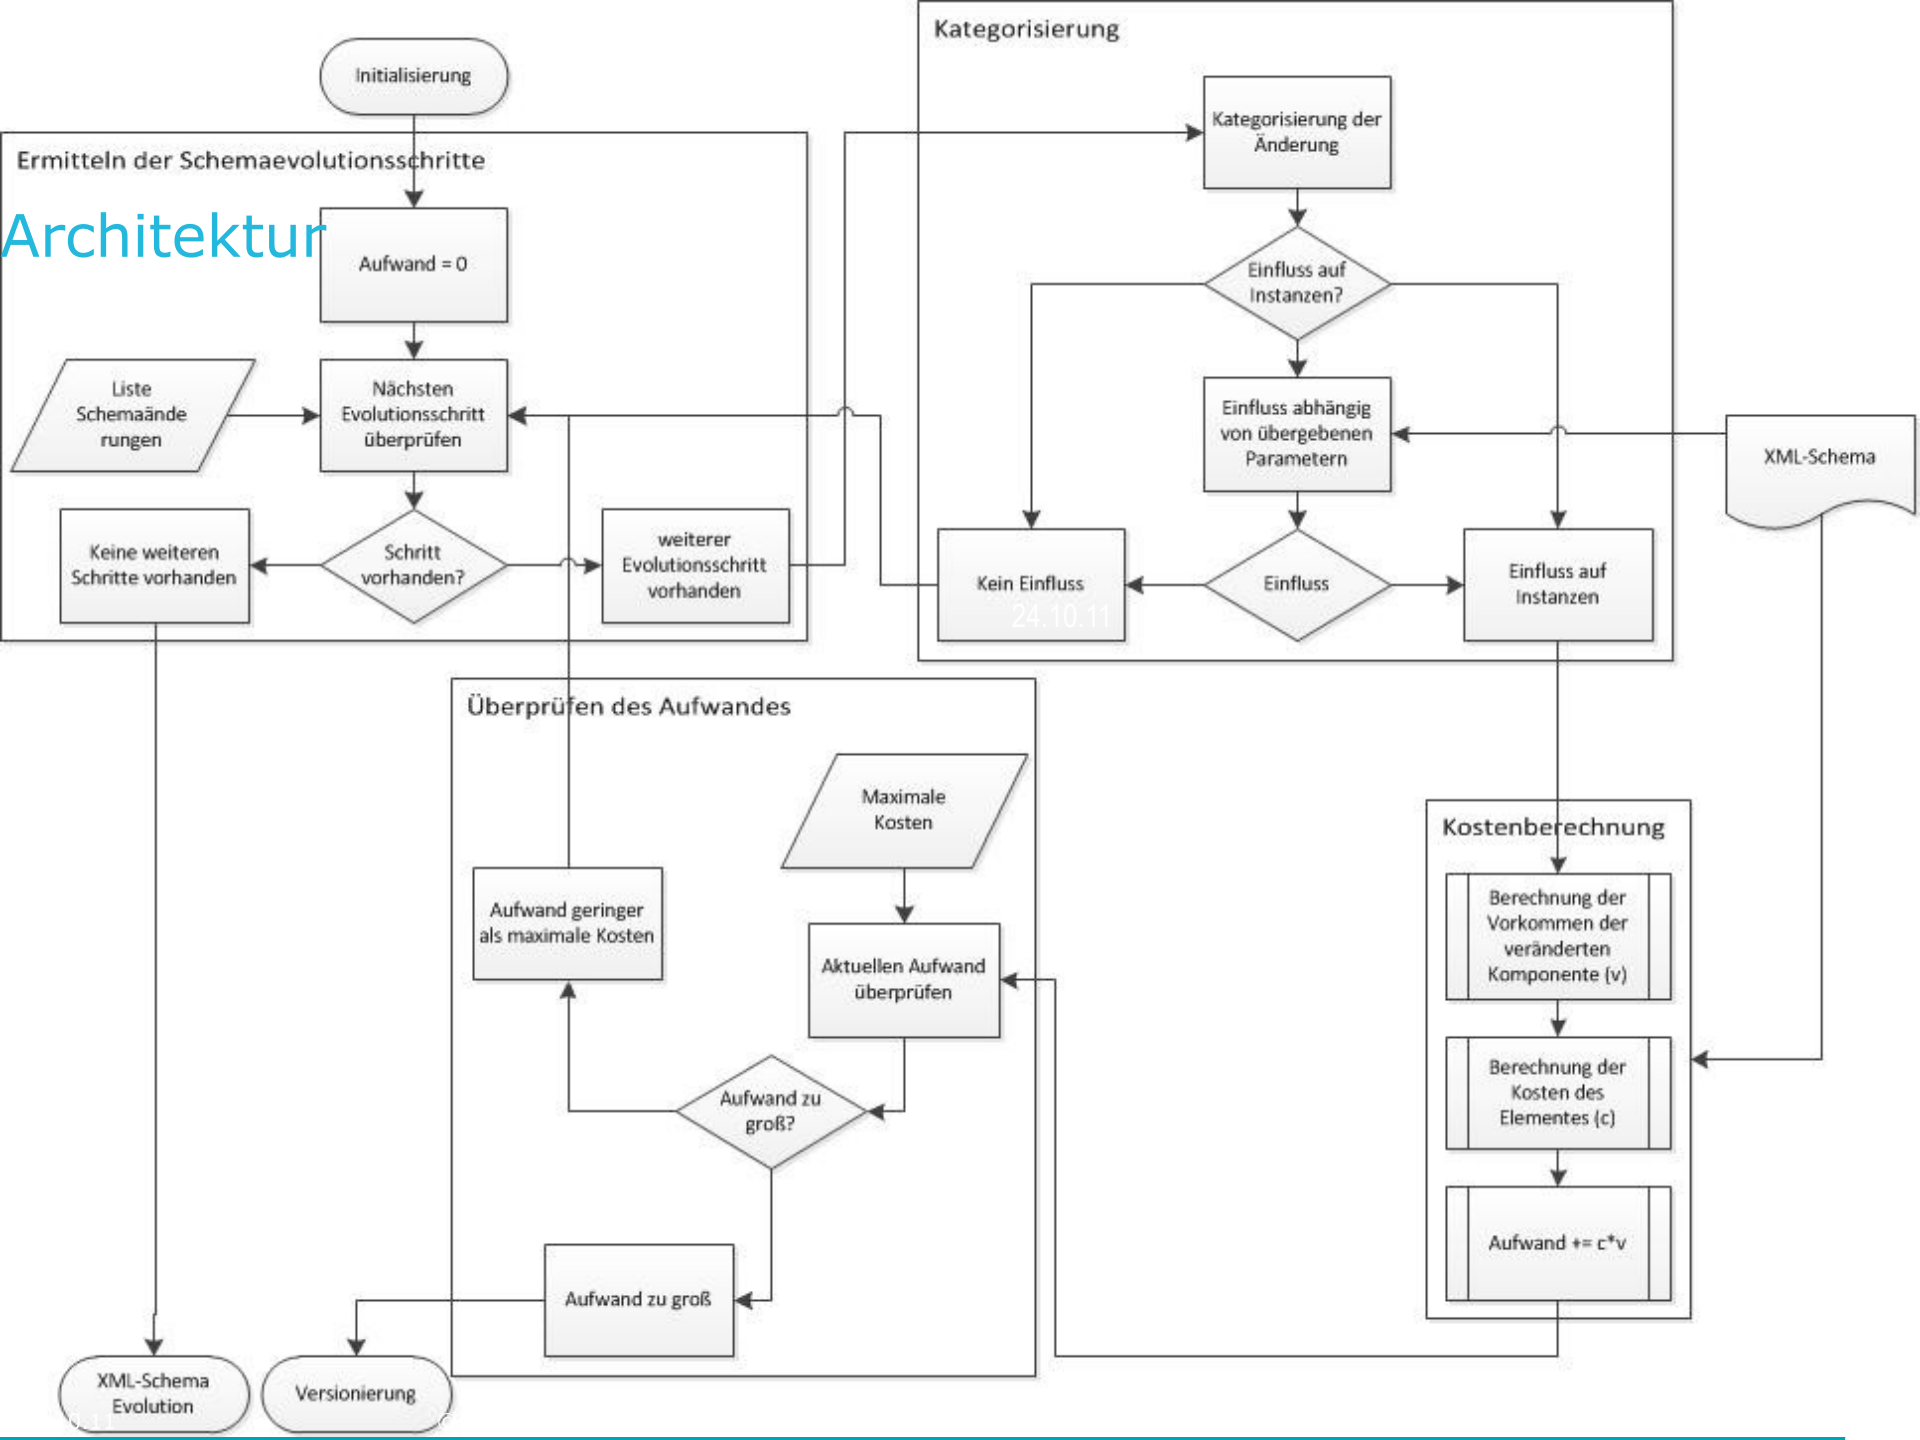 Initialisierung
Ermitteln der Schemaevolutionsschritte
Architektur
Aufwand = 0
Liste
Schemaände
rungen
Nächsten
Evolutionsschritt
überprüfen
Keine weiteren
Schritte vorhanden
Schritt
vorhanden?
weiterer
Evolutionsschritt
vorhanden
Kategorisierung
Kategorisierung der
Änderung
Einfluss auf
Instanzen?
Einfluss abhängig
von übergebenen
Parametern
XML-Schema
Kein Einfluss
24.10.11
Einfluss
Einfluss auf
Instanzen
Überprüfen des Aufwandes
Maximale
Kosten
Aufwand geringer
als maximale Kosten
Aktuellen Aufwand
überprüfen
Aufwand zu
groß?
Aufwand zu groß
Kostenberechnung
Berechnung der
Vorkommen der
veränderten
Komponente (v)
Berechnung der
Kosten des
Elementes (c)
Aufwand += c*v
XML-Schema
Evolution
Versionierung